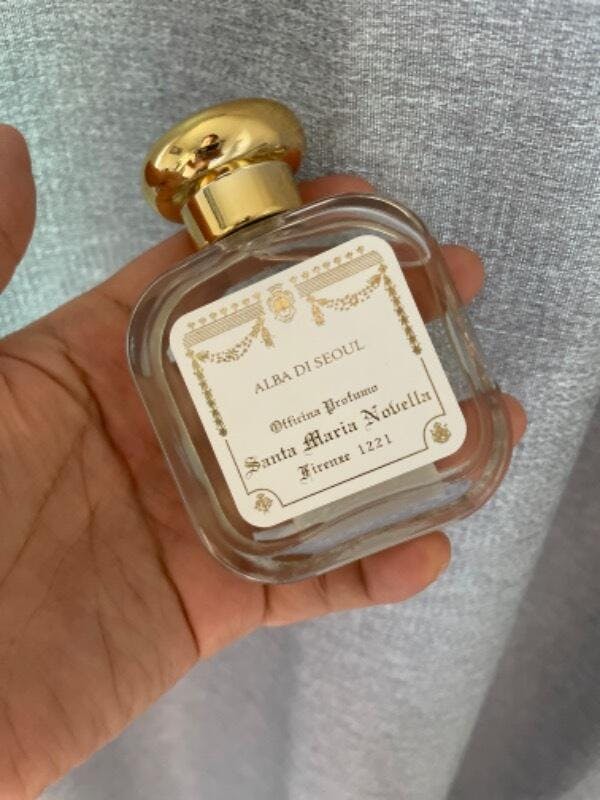 ALBA DI SEOUL
Officina Profumo
Santa Maria Novella
Firenze 1221